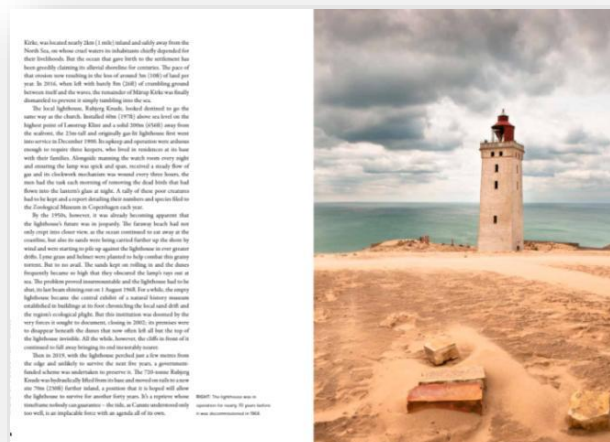 Kirke, was located nearly 2km (1 mile) inland and safely away from the
North Sea, on whose cruel waters its inhabitants chiefly depended for
their livelihoods. But the ocean that gave birth to the settlement has
been greedily claiming its alluvial shoreline for centuries. The pace of
that erosion now resulting in the loss of around 3m (10ft) of land per
year. In 2016, when left with barely 8m (26ft) of crumbling ground
between itself and the waves, the remainder of Mårup Kirke was finally
dismantled to prevent it simply tumbling into the sea.
The local lighthouse, Rubjerg Knude, looked destined to go the
same way as the church. Installed 60m (197ft) above sea level on the
highest point of Lønstrup Klint and a solid 200m (656ft) away from
the seafront, the 23m-tall and originally gas-lit lighthouse first went
into service in December 1900. Its upkeep and operation were arduous
enough to require three keepers, who lived in residences at its base
with their families. Alongside manning the watch room every night
and ensuring the lamp was spick and span, received a steady flow of
gas and its clockwork mechanism was wound every three hours, the
men had the task each morning of removing the dead birds that had
flown into the lantern's glass at night. A tally of these poor creatures
had to be kept and a report detailing their numbers and species filed to
the Zoological Museum in Copenhagen each year.
By the 1950s, however, it was already becoming apparent that
the lighthouse's future was in jeopardy. The faraway beach had not
only crept into closer view, as the ocean continued to eat away at the
coastline, but also its sands were being carried further up the shore by
wind and were starting to pile up against the lighthouse in ever greater
drifts. Lyme grass and helmet were planted to help combat this grainy
torrent. But to no avail. The sands kept on rolling in and the dunes
frequently became so high that they obscured the lamp's rays out at
sea. The problem proved insurmountable and the lighthouse had to be
shut, its last beam shining out on 1 August 1968. For a while, the empty
lighthouse became the central exhibit of a natural history museum
established in buildings at its foot chronicling the local sand drift and
the region's ecological plight. But this institution was doomed by the
very forces it sought to document, closing in 2002; its premises were
to disappear beneath the dunes that now often left all but the top of
the lighthouse invisible. All the while, however, the cliffs in front of it
continued to fall away bringing its end inexorably nearer.
Then in 2019, with the lighthouse perched just a few metres from
the edge and unlikely to survive the next five years, a government-
funded scheme was undertaken to preserve it. The 720-tonne Rubjerg
Knude was hydraulically lifted from its base and moved on rails to a new
site 70m (230ft) further inland, a position that it is hoped will allow
the lighthouse to survive for another forty years. It's a reprieve whose
timeframe nobody can guarantee – the tide, as Canute understood only
too well, is an implacable force with an agenda all of its own.
RIGHT: The lighthouse was in
operation for nearly 70 years before
it was decommissioned in 1968.